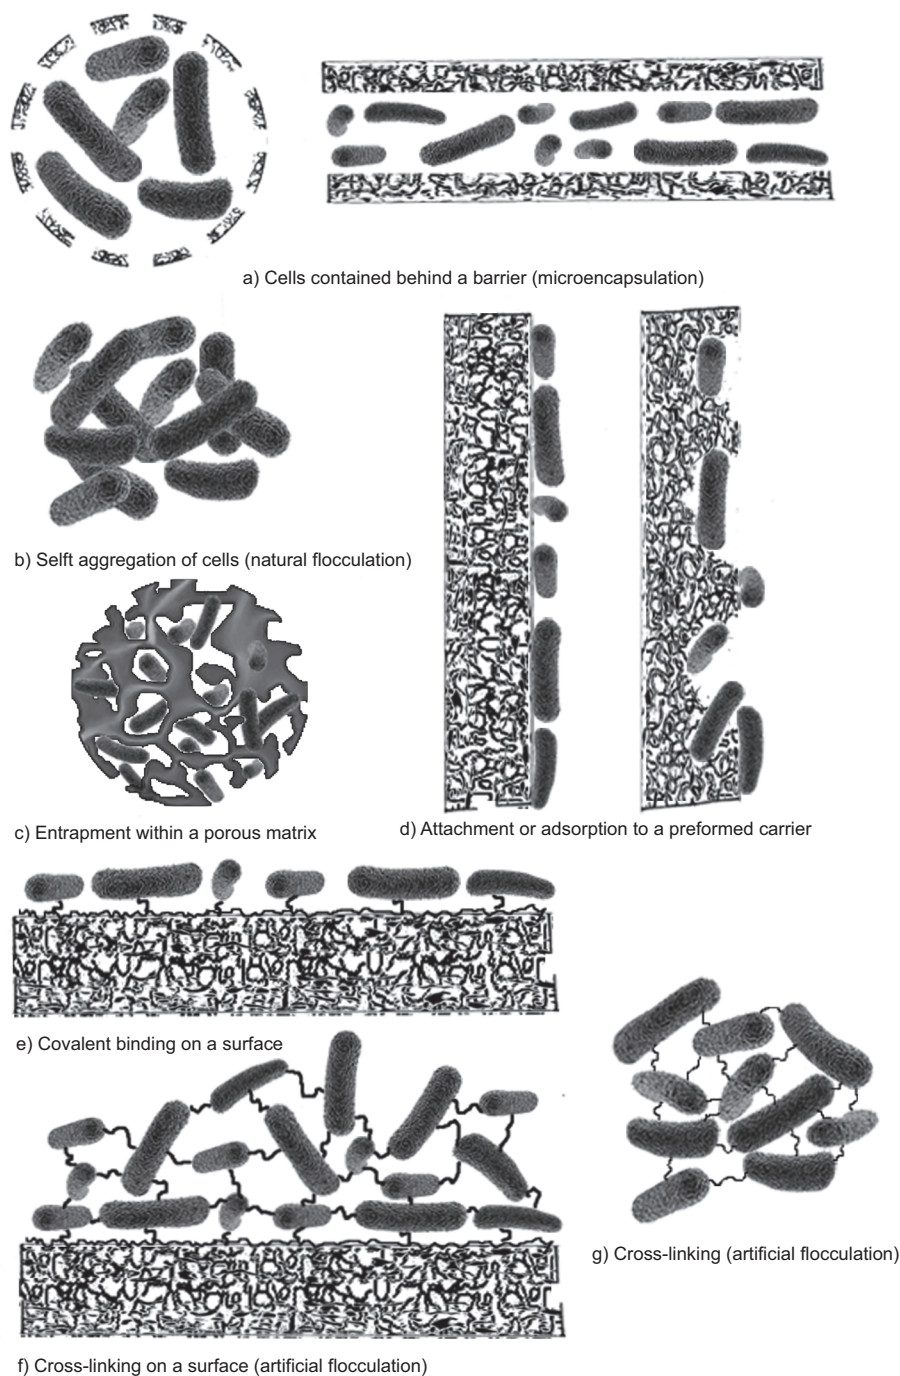 a) Cells contained behind a barrier (microencapsulation)
b) Selft aggregation of cells (natural flocculation)
c) Entrapment within a porous matrix
d) Attachment or adsorption to a preformed carrier
e) Covalent binding on a surface
g) Cross-linking (artificial flocculation)
f) Cross-linking on a surface (artificial flocculation)